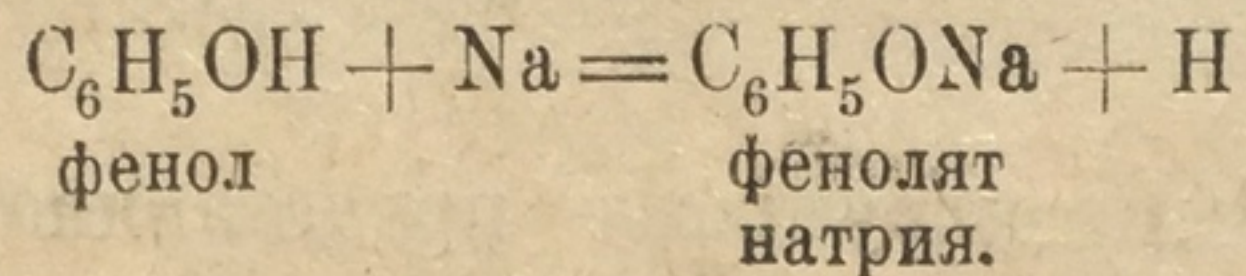 C₆H₅OH + Na = C₆H₅ONa + H
фенол фенолят
натрия.